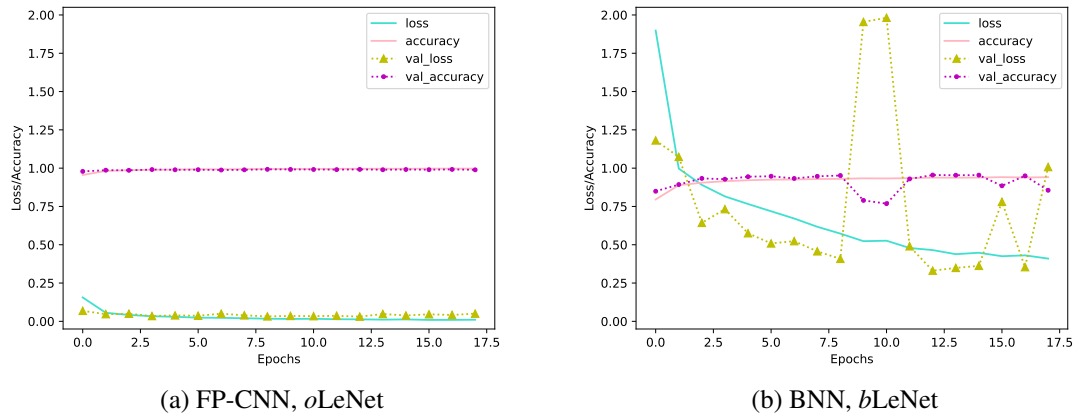 2.00
1.75
1.50
1.25
1.00
0.75
0.50
0.25
0.00
Loss/Accuracy
loss
accuracy
val_loss
val_accuracy
0.0 2.5 5.0 7.5 10.0 12.5 15.0 17.5
Epochs
(a) FP-CNN, oLeNet
2.00
1.75
1.50
1.25
1.00
0.75
0.50
0.25
0.00
Loss/Accuracy
loss
accuracy
val_loss
val_accuracy
0.0 2.5 5.0 7.5 10.0 12.5 15.0 17.5
Epochs
(b) BNN, bLeNet